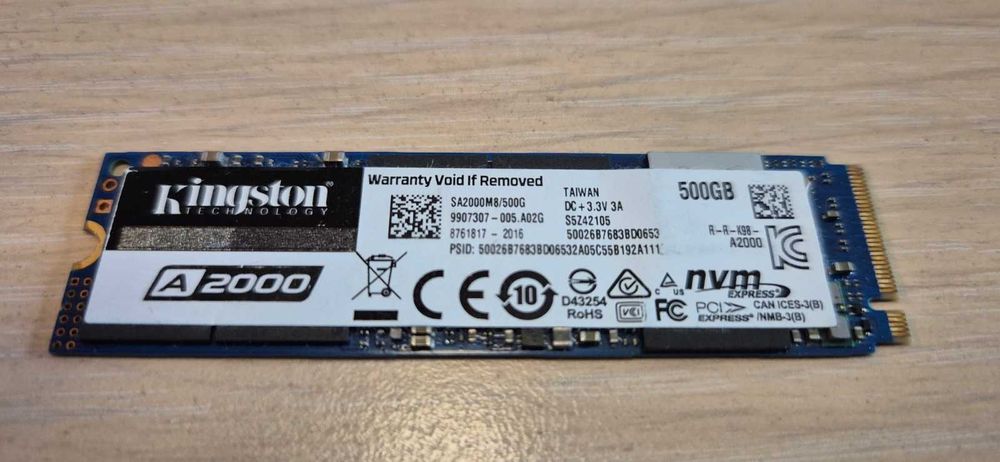 Kingston®
TECHNOLOGY
A2000
Warranty Void If Removed
SA2000M8/500G
9907307-005.A02G
8761817 - 2016
PSID: 50026B7683BD06532A05C55B192A111
TAIWAN
DC + 3.3V 3A
S5Z42105
50026B7683BD0653
500GB
R-R-K98-
A2000
10
D43254
RoHS
VCI
C US
nvm
EXPRESS®
FC
PCI
EXPRESS®
CAN ICES-3(B)
/NMB-3(B)
CE